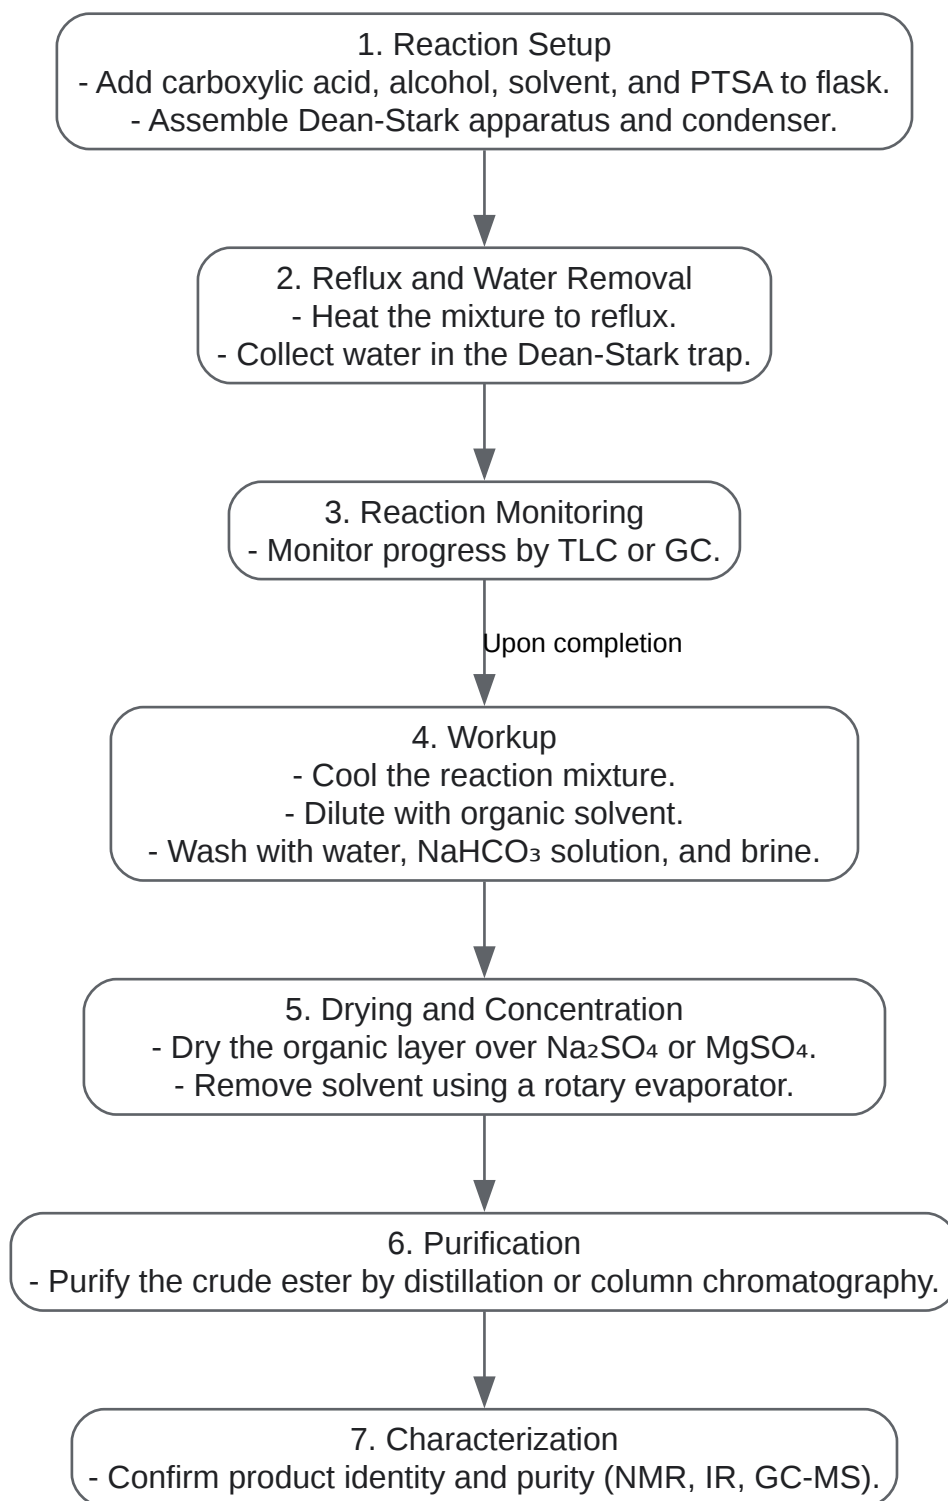 1. Reaction Setup
- Add carboxylic acid, alcohol, solvent, and PTSA to flask.
- Assemble Dean-Stark apparatus and condenser.
2. Reflux and Water Removal
- Heat the mixture to reflux.
- Collect water in the Dean-Stark trap.
3. Reaction Monitoring
- Monitor progress by TLC or GC.
Upon completion
4. Workup
- Cool the reaction mixture.
- Dilute with organic solvent.
- Wash with water, NaHCO₃ solution, and brine.
5. Drying and Concentration
- Dry the organic layer over Na₂SO₄ or MgSO₄.
- Remove solvent using a rotary evaporator.
6. Purification
- Purify the crude ester by distillation or column chromatography.
7. Characterization
- Confirm product identity and purity (NMR, IR, GC-MS).